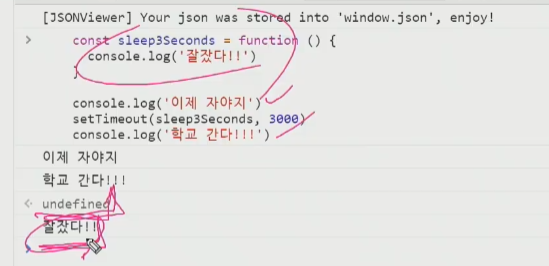 [JSONViewer] Your json was stored into 'window.json', enjoy!
> const sleep3Seconds = function () {
console.log('잘잤다!!')
}
console.log('이제 자야지')
setTimeout(sleep3Seconds, 3000)
console.log('학교 간다!!!')
이제 자야지
학교 간다!!!
undefined
잘잤다!!